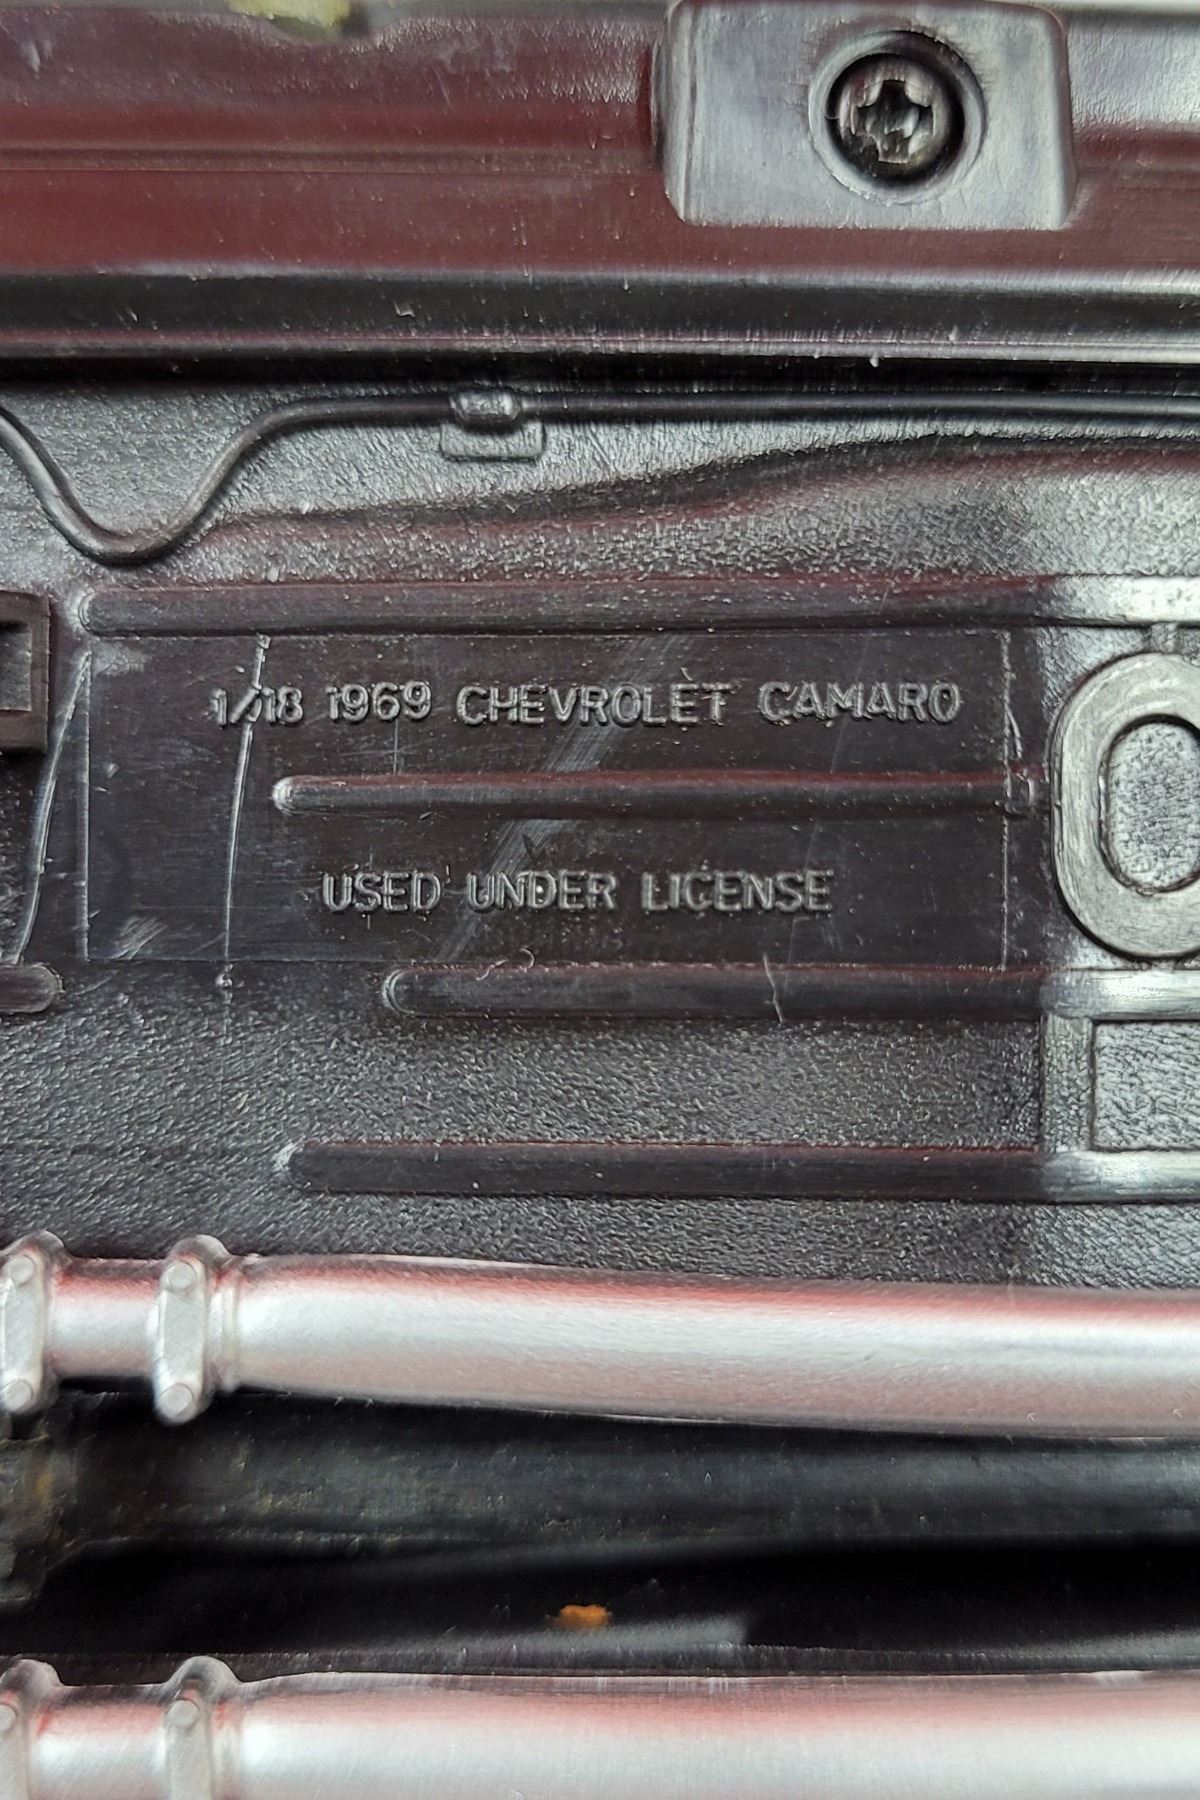 1/18 1969 CHEVROLET CAMARO
USED UNDER LICENSE